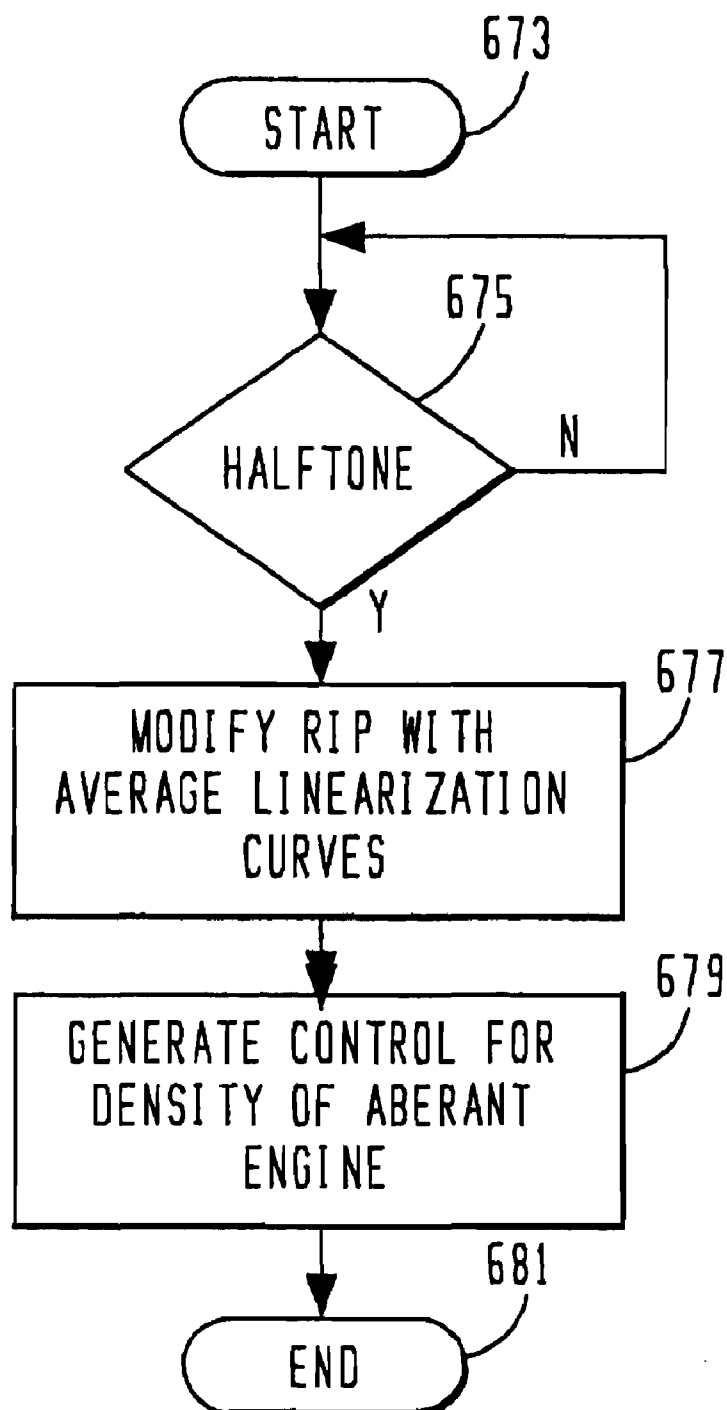 673
START
675
HALFTONE
N
Y
677
MODIFY RIP WITH
AVERAGE LINEARIZATION
CURVES
679
GENERATE CONTROL FOR
DENSITY OF ABERANT
ENGINE
681
END